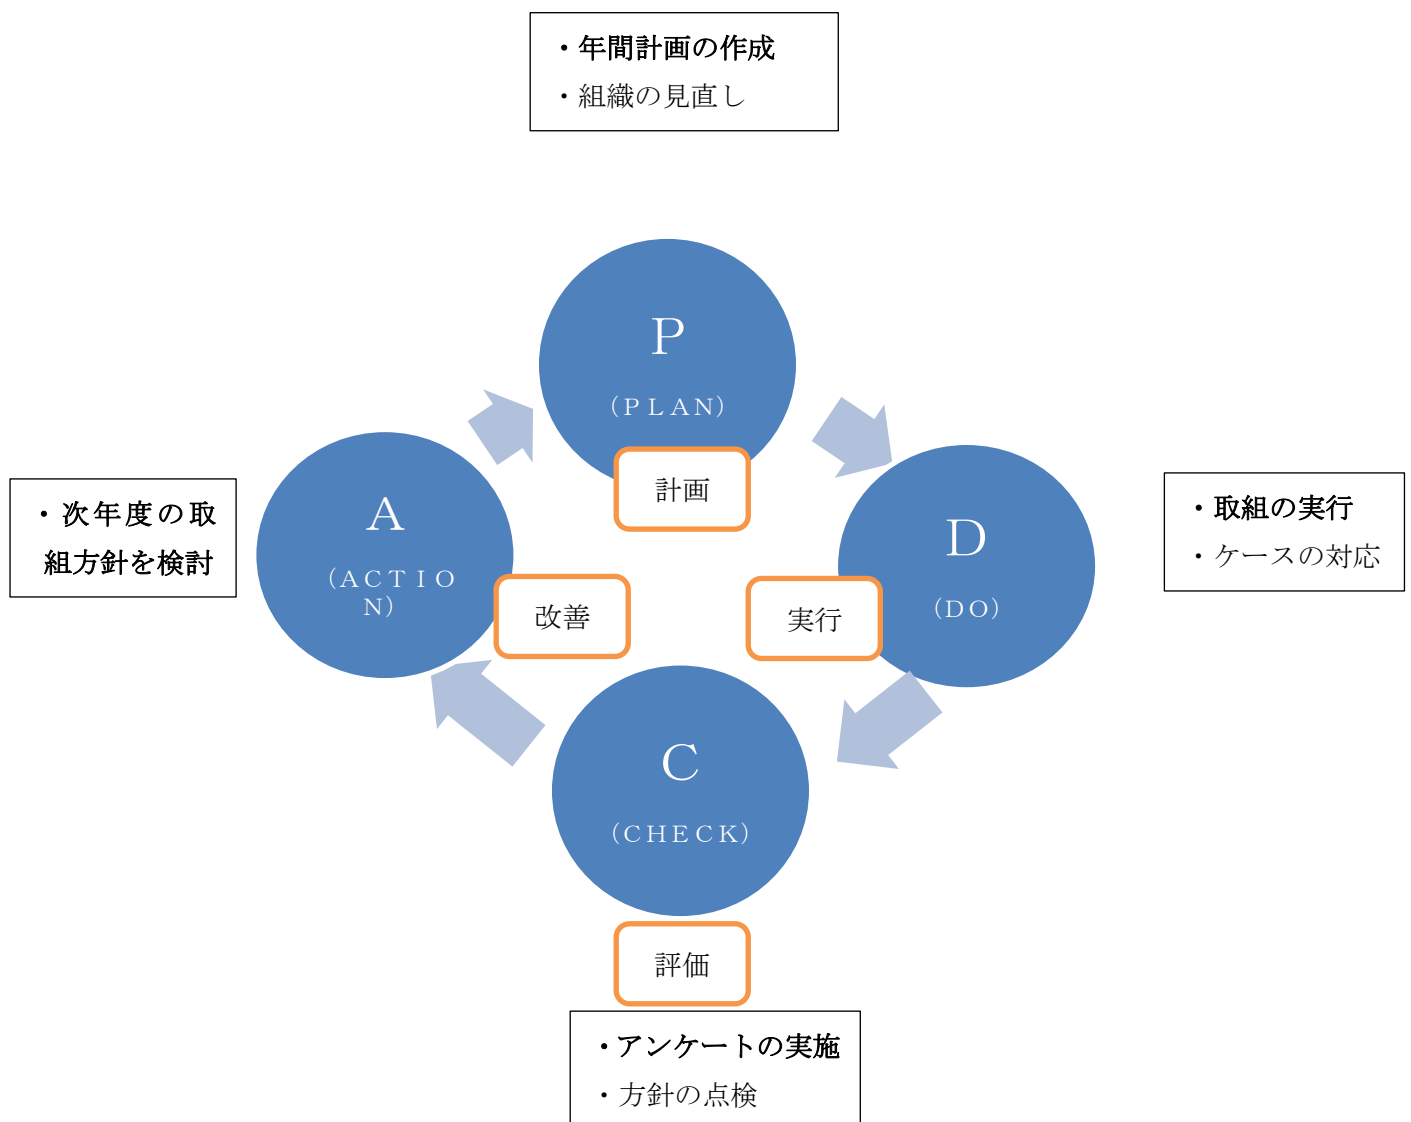 ・年間計画の作成
・組織の見直し
P
（PLAN）
計画
D
（DO）
実行
・取組の実行
・ケースの対応
C
（CHECK）
評価
・アンケートの実施
・方針の点検
A
（ACTIO
N）
改善
・次年度の取
組方針を検討